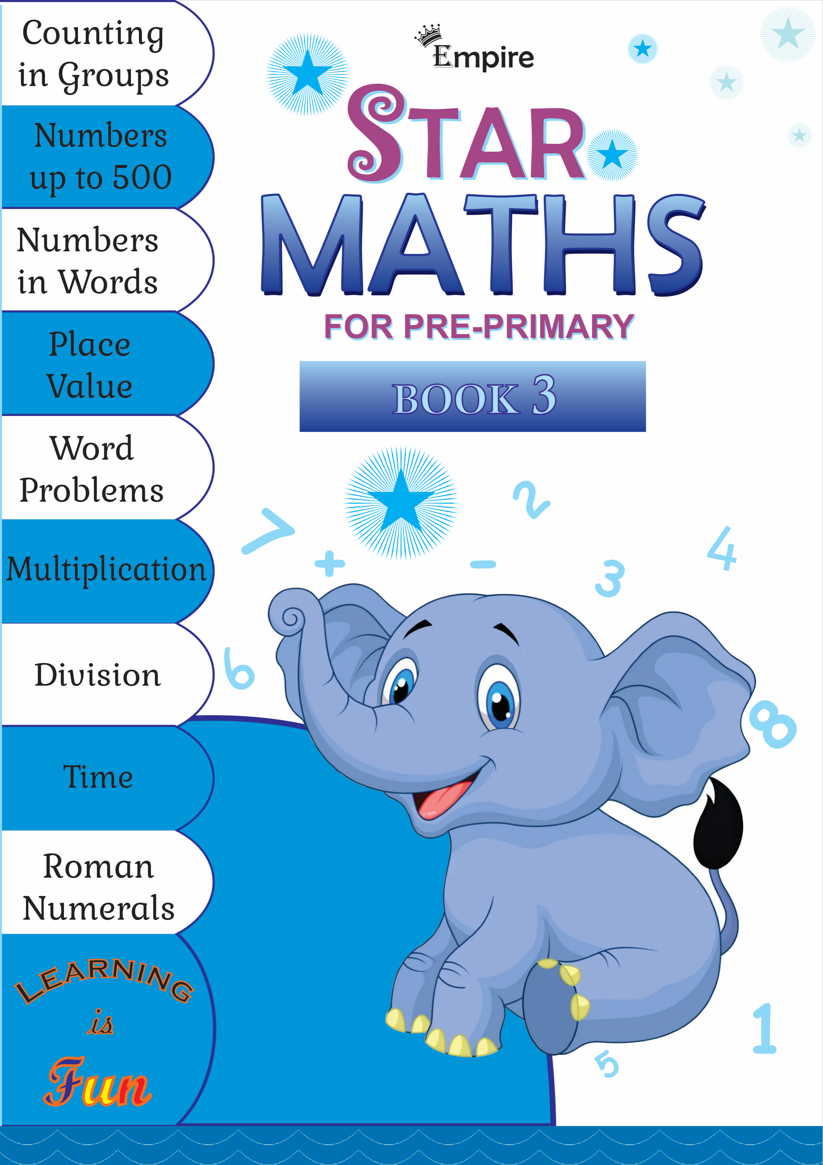 Counting
in Groups
Numbers
up to 500
Numbers
in Words
Place
Value
Word
Problems
Multiplication
Division
Time
Roman
Numerals
LEARNING
is
Fun
Empire
STAR
MATHS
FOR PRE-PRIMARY
BOOK 3
7
2
+
-
3
4
6
8
1
5